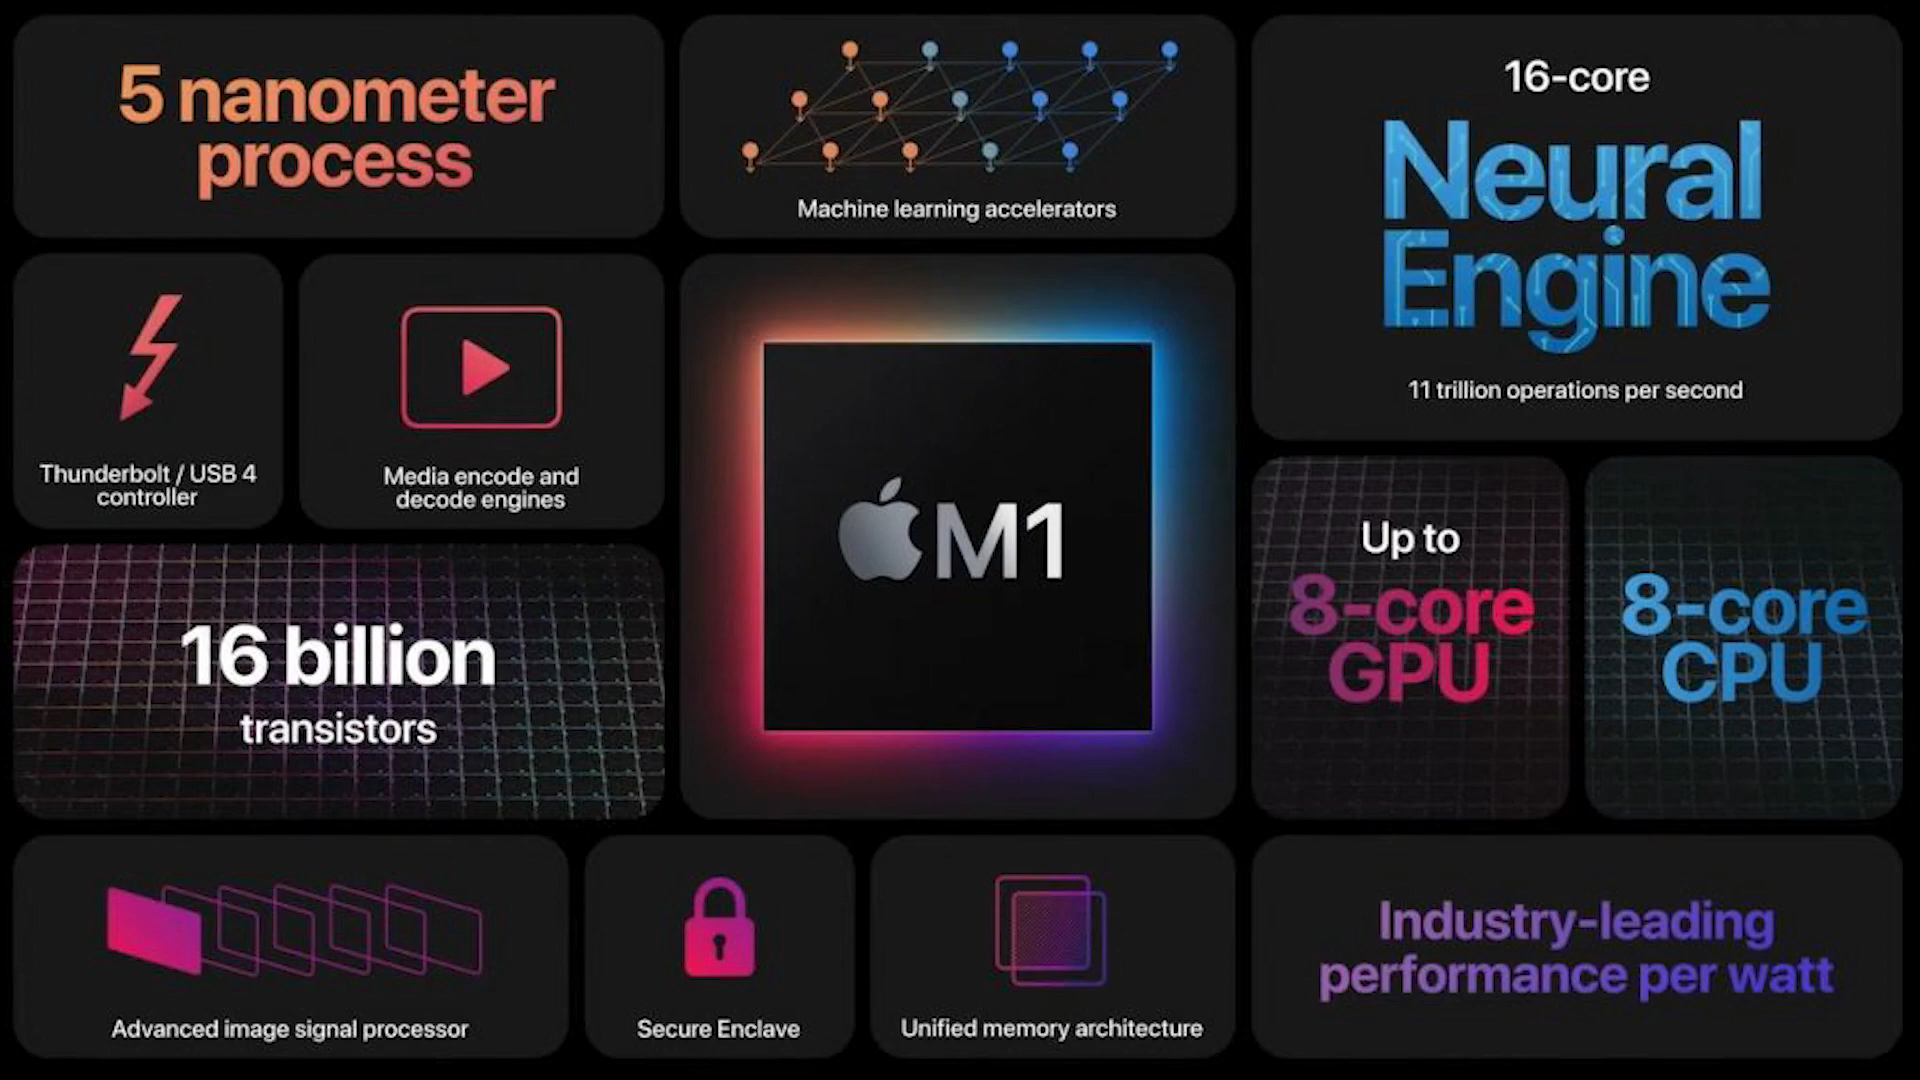 5 nanometer
process
Machine learning accelerators
16-core
Neural
Engine
11 trillion operations per second
Thunderbolt / USB 4
controller
Media encode and
decode engines
M1
Up to
8-core
GPU
8-core
CPU
16 billion
transistors
Advanced image signal processor
Secure Enclave
Unified memory architecture
Industry-leading
performance per watt